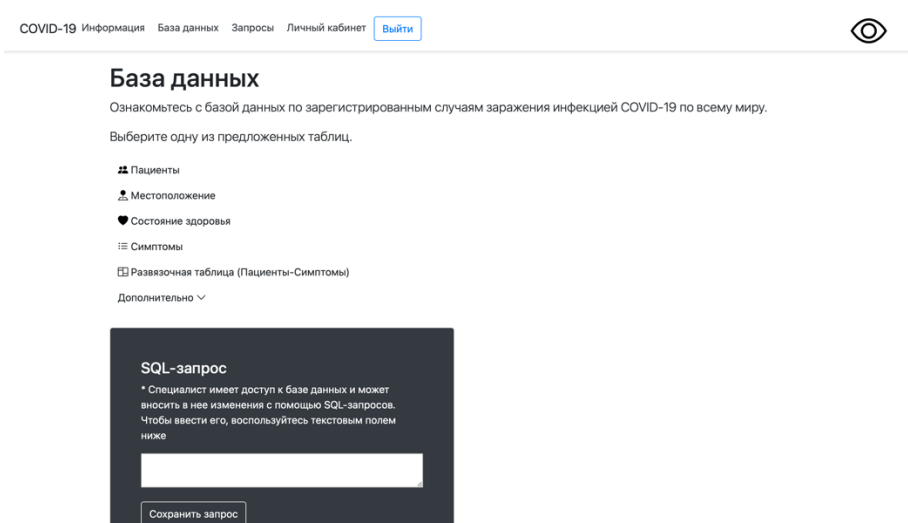 COVID-19 Информация База данных Запросы Личный кабинет Выйти
База данных
Ознакомьтесь с базой данных по зарегистрированным случаям заражения инфекцией COVID-19 по всему миру.
Выберите одну из предложенных таблиц.
Пациенты
Местоположение
Состояние здоровья
Симптомы
Развязочная таблица (Пациенты-Симптомы)
Дополнительно
SQL-запрос
* Специалист имеет доступ к базе данных и может
вносить в нее изменения с помощью SQL-запросов.
Чтобы ввести его, воспользуйтесь текстовым полем
ниже
Сохранить запрос